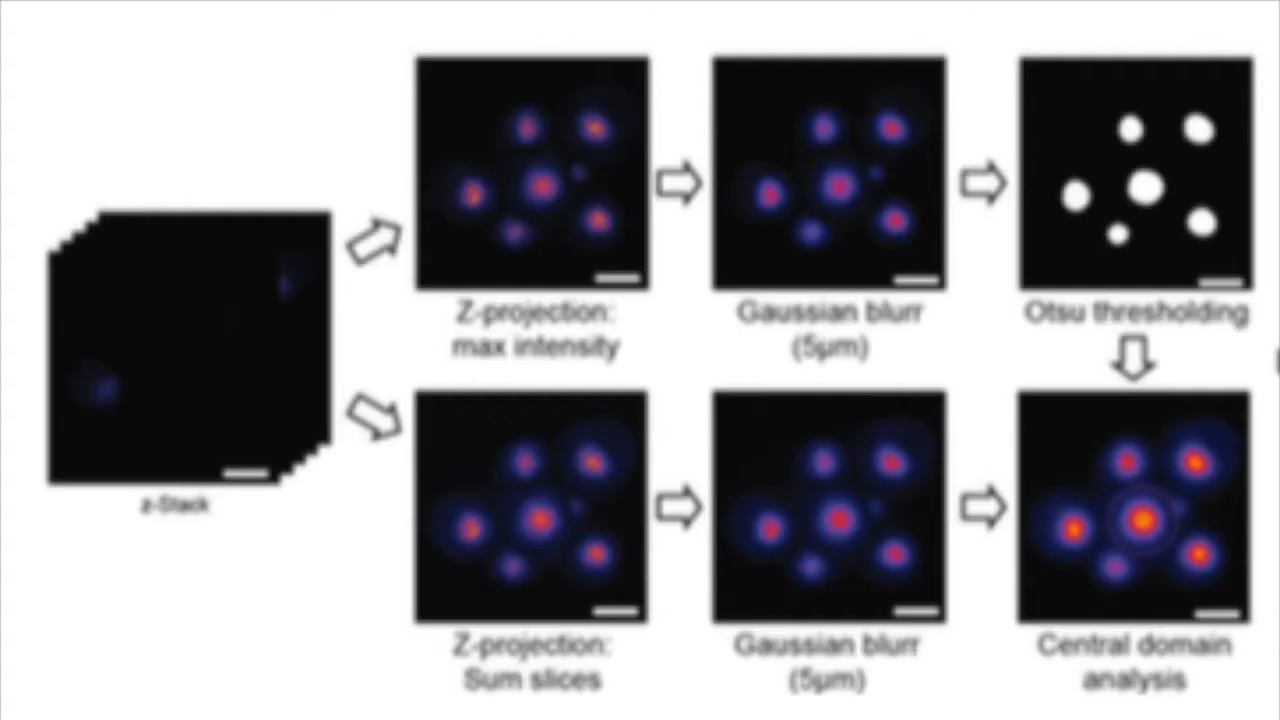 Z-projection:
max intensity
Gaussian blurr
(5µm)
Otsu thresholding
z-Stack
Z-projection:
Sum slices
Gaussian blurr
(5µm)
Central domain
analysis